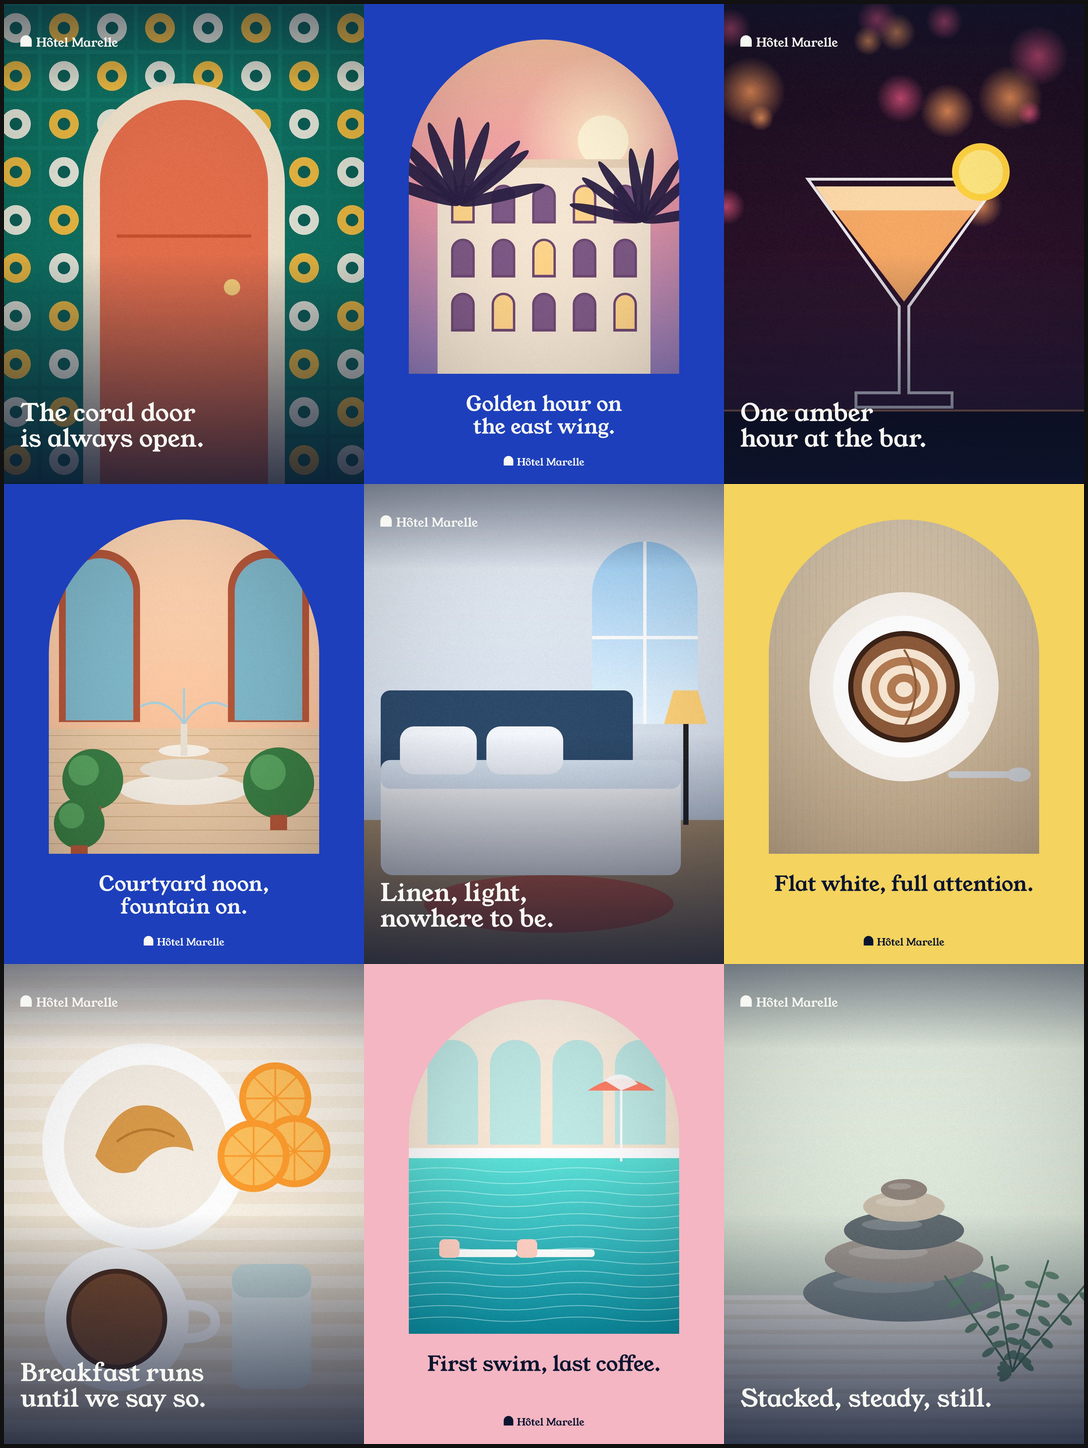 Hôtel Marelle
The coral door
is always open.
Golden hour on
the east wing.
Hôtel Marelle
Hôtel Marelle
One amber
hour at the bar.
Courtyard noon,
fountain on.
Hôtel Marelle
Hôtel Marelle
Linen, light,
nowhere to be.
Flat white, full attention.
Hôtel Marelle
Hôtel Marelle
Breakfast runs
until we say so.
First swim, last coffee.
Hôtel Marelle
Hôtel Marelle
Stacked, steady, still.